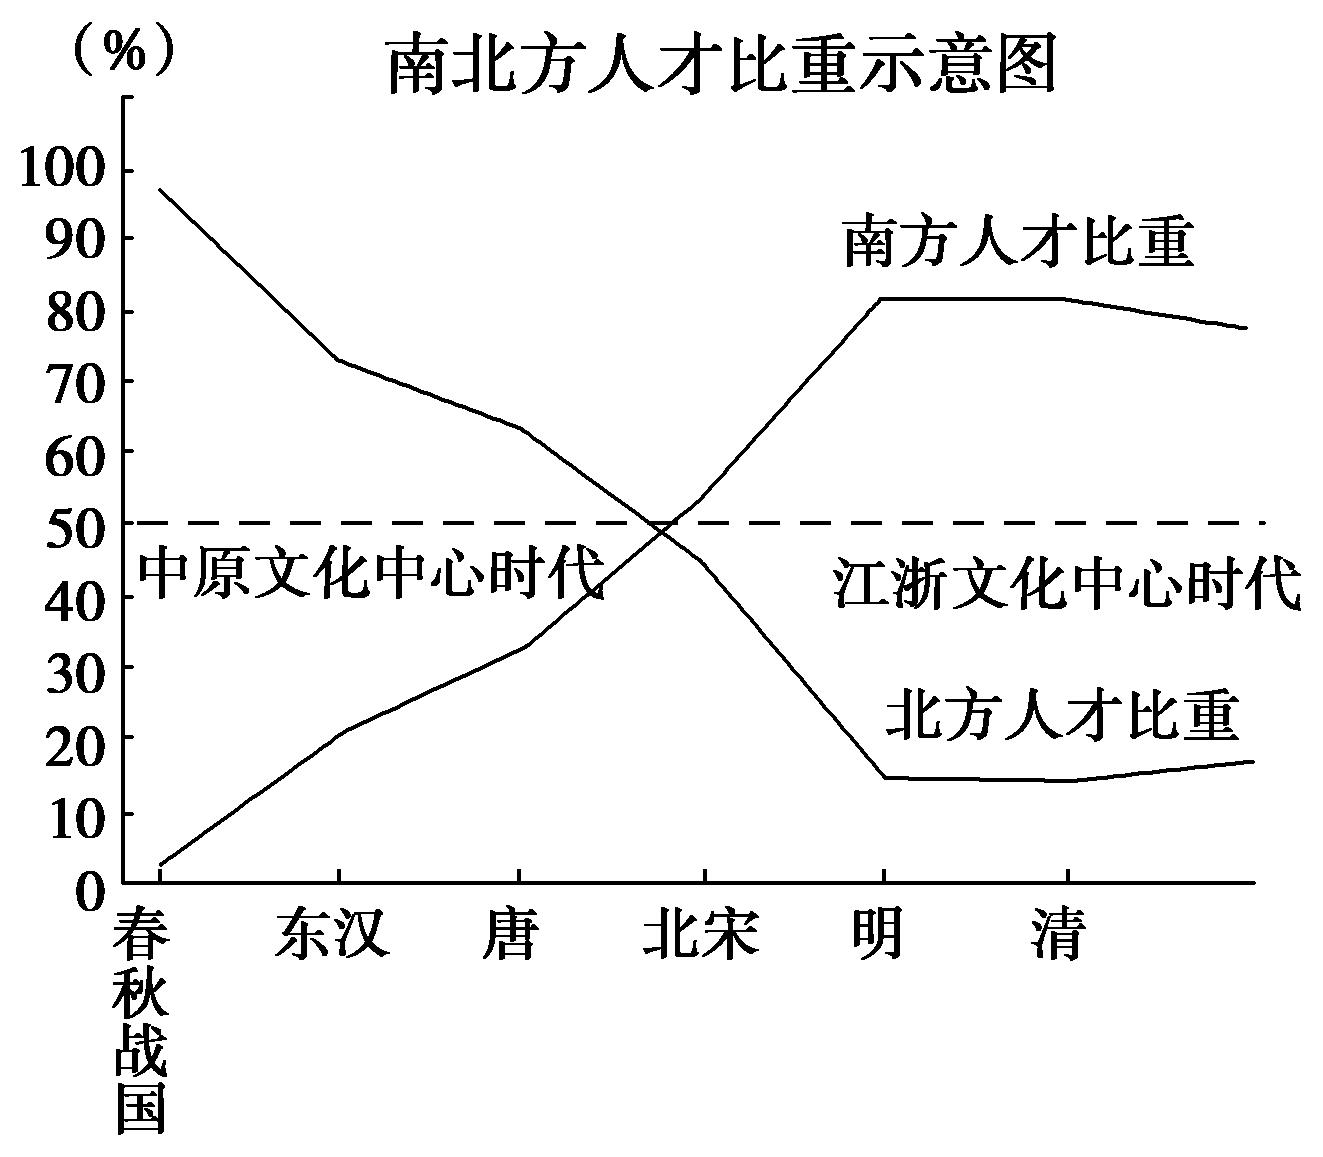 (%)
南北方人才比重示意图
100
90
80
70
60
50
40
30
20
10
0
南方人才比重
中原文化中心时代
江浙文化中心时代
北方人才比重
春秋战国
东汉
唐
北宋
明
清